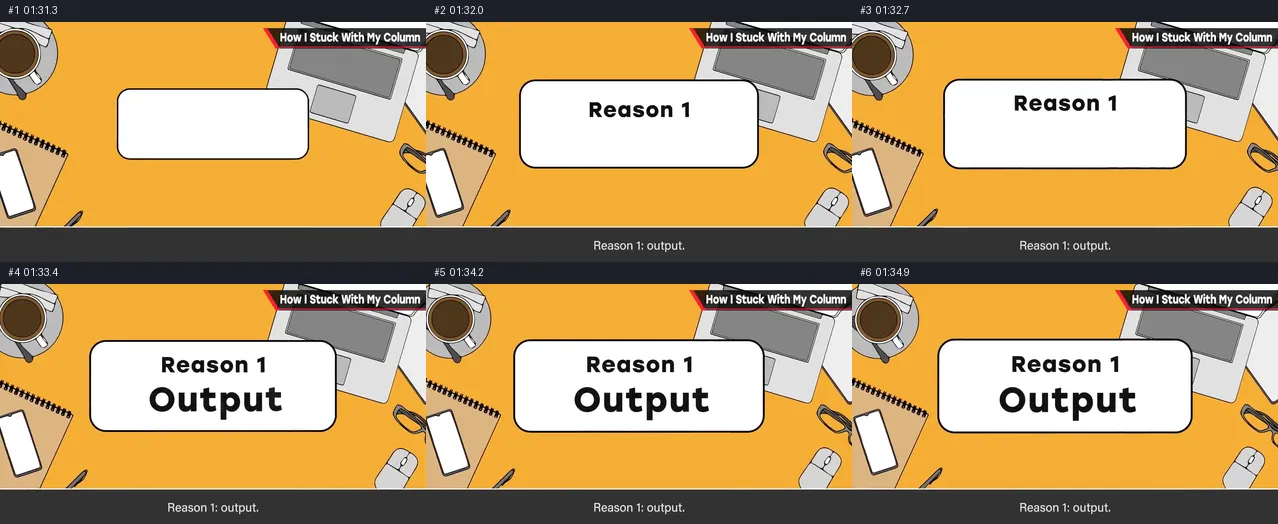 #1 01:31.3
How I Stuck With My Column
#2 01:32.0
How I Stuck With My Column
Reason 1
Reason 1: output.
#3 01:32.7
How I Stuck With My Column
Reason 1
Reason 1: output.
#4 01:33.4
How I Stuck With My Column
Reason 1
Output
Reason 1: output.
#5 01:34.2
How I Stuck With My Column
Reason 1
Output
Reason 1: output.
#6 01:34.9
How I Stuck With My Column
Reason 1
Output
Reason 1: output.